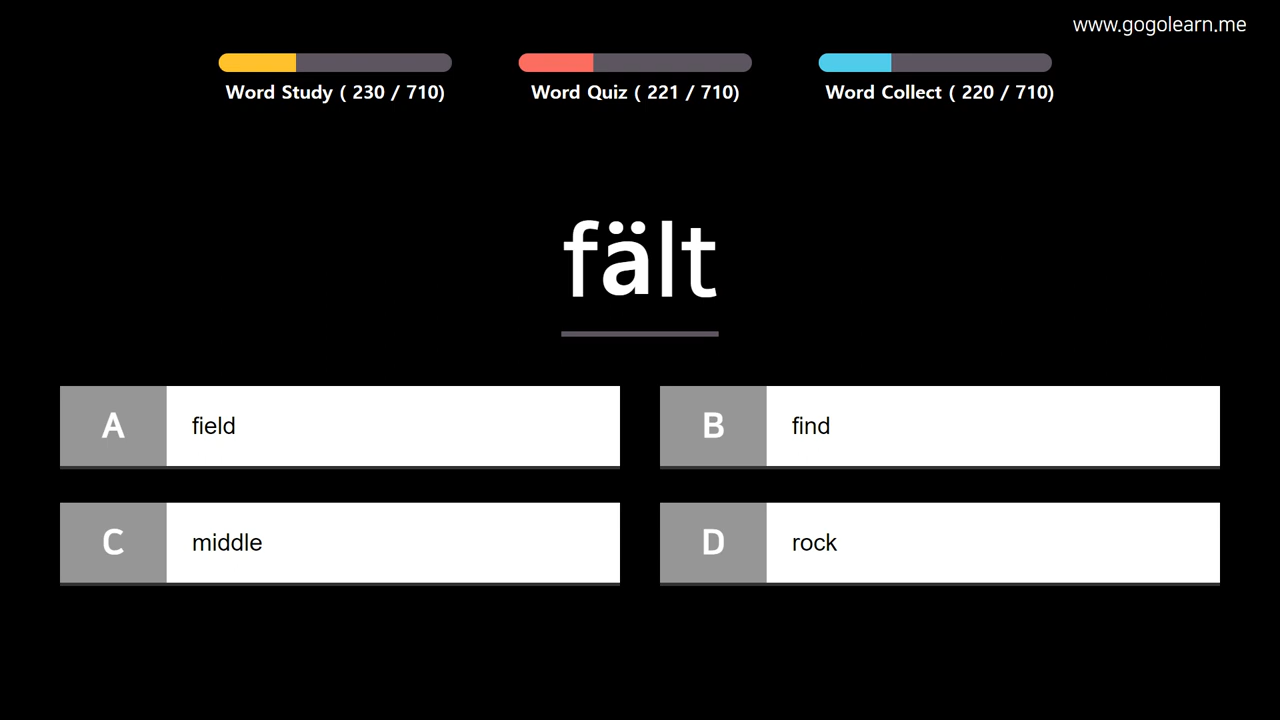 www.gogolearn.me
Word Study ( 230 / 710)
Word Quiz ( 221 / 710)
Word Collect ( 220 / 710)
fält
A field
B find
C middle
D rock